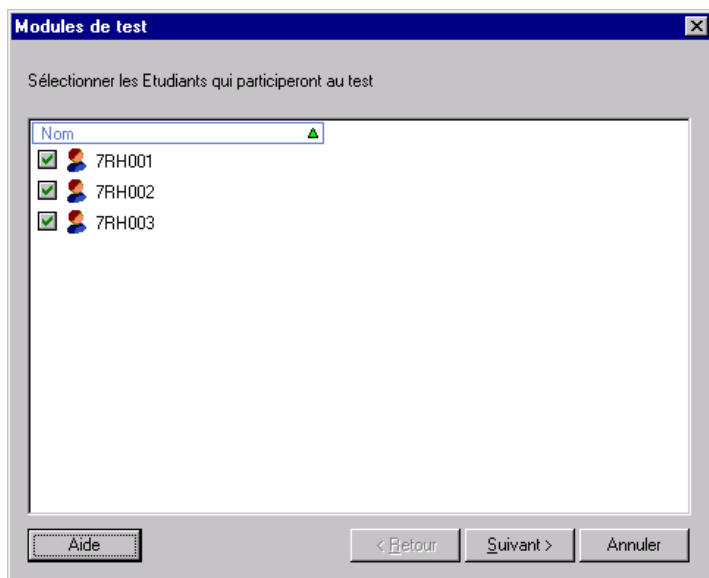 Modules de test
Sélectionner les Etudiants qui participeront au test
Nom
7RH001
7RH002
7RH003
Aide < Retour Suivant > Annuler